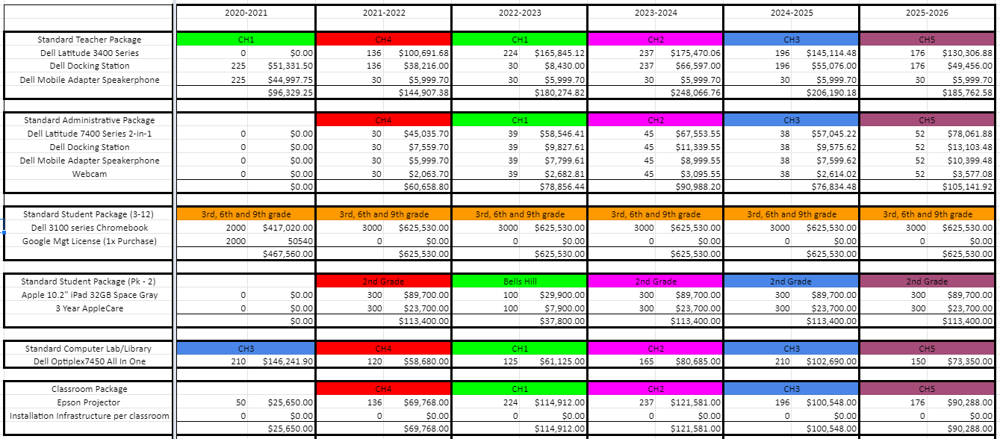 2020-2021 2021-2022 2022-2023 2023-2024 2024-2025 2025-2026
Standard Teacher Package CH1 CH4 CH1 CH2 CH3 CH5
Dell Latitude 3400 Series 0 $0.00 136 $100,691.68 224 $165,845.12 237 $175,470.06 196 $145,114.48 176 $130,306.88
Dell Docking Station 225 $51,331.50 136 $38,216.00 30 $8,430.00 237 $66,597.00 196 $55,076.00 176 $49,456.00
Dell Mobile Adapter Speakerphone 225 $44,997.75 30 $5,999.70 30 $5,999.70 30 $5,999.70 30 $5,999.70 30 $5,999.70
$96,329.25 $144,907.38 $180,274.82 $248,066.76 $206,190.18 $185,762.58
Standard Administrative Package CH4 CH1 CH2 CH3 CH5
Dell Latitude 7400 Series 2-in-1 0 $0.00 30 $45,035.70 39 $58,546.41 45 $67,553.55 38 $57,045.22 52 $78,061.88
Dell Docking Station 0 $0.00 30 $7,559.70 39 $9,827.61 45 $11,339.55 38 $9,575.62 52 $13,103.48
Dell Mobile Adapter Speakerphone 0 $0.00 30 $5,999.70 39 $7,799.61 45 $8,999.55 38 $7,599.62 52 $10,399.48
Webcam 0 $0.00 30 $2,063.70 39 $2,682.81 45 $3,095.55 38 $2,614.02 52 $3,577.08
$0.00 $60,658.80 $78,856.44 $90,988.20 $76,834.48 $105,141.92
Standard Student Package (3-12) 3rd, 6th and 9th grade 3rd, 6th and 9th grade 3rd, 6th and 9th grade 3rd, 6th and 9th grade 3rd, 6th and 9th grade 3rd, 6th and 9th grade
Dell 3100 series Chromebook 2000 $417,020.00 3000 $625,530.00 3000 $625,530.00 3000 $625,530.00 3000 $625,530.00 3000 $625,530.00
Google Mgt License (1x Purchase) 2000 50540 0 $0.00 0 $0.00 0 $0.00 0 $0.00 0 $0.00
$467,560.00 $625,530.00 $625,530.00 $625,530.00 $625,530.00 $625,530.00
Standard Student Package (Pk - 2) 2nd Grade Bells Hill 2nd Grade 2nd Grade 2nd Grade
Apple 10.2" iPad 32GB Space Gray 0 $0.00 300 $89,700.00 100 $29,900.00 300 $89,700.00 300 $89,700.00 300 $89,700.00
3 Year AppleCare 0 $0.00 300 $23,700.00 100 $7,900.00 300 $23,700.00 300 $23,700.00 300 $23,700.00
$0.00 $113,400.00 $37,800.00 $113,400.00 $113,400.00 $113,400.00
Standard Computer Lab/Library CH3 CH4 CH1 CH2 CH3 CH5
Dell Optiplex7450 All In One 210 $146,241.90 120 $58,680.00 125 $61,125.00 165 $80,685.00 210 $102,690.00 150 $73,350.00
Classroom Package CH4 CH1 CH2 CH3 CH5
Epson Projector 50 $25,650.00 136 $69,768.00 224 $114,912.00 237 $121,581.00 196 $100,548.00 176 $90,288.00
Installation Infrastructure per classroom 0 $0.00 0 $0.00 0 $0.00 0 $0.00 0 $0.00 0 $0.00
$25,650.00 $69,768.00 $114,912.00 $121,581.00 $100,548.00 $90,288.00